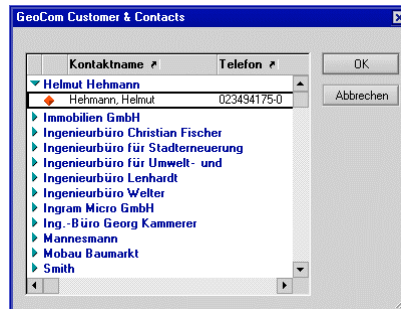 GeoCom Customer & Contacts
Kontaktname Telefon
OK
Helmut Hehmann
Hehmann, Helmut 023494175-0
Abbrechen
Immobilien GmbH
Ingenieurbüro Christian Fischer
Ingenieurbüro für Stadterneuerung
Ingenieurbüro für Umwelt- und
Ingenieurbüro Lenhardt
Ingenieurbüro Welter
Ingram Micro GmbH
Ing.-Büro Georg Kammerer
Mannesmann
Mobau Baumarkt
Smith